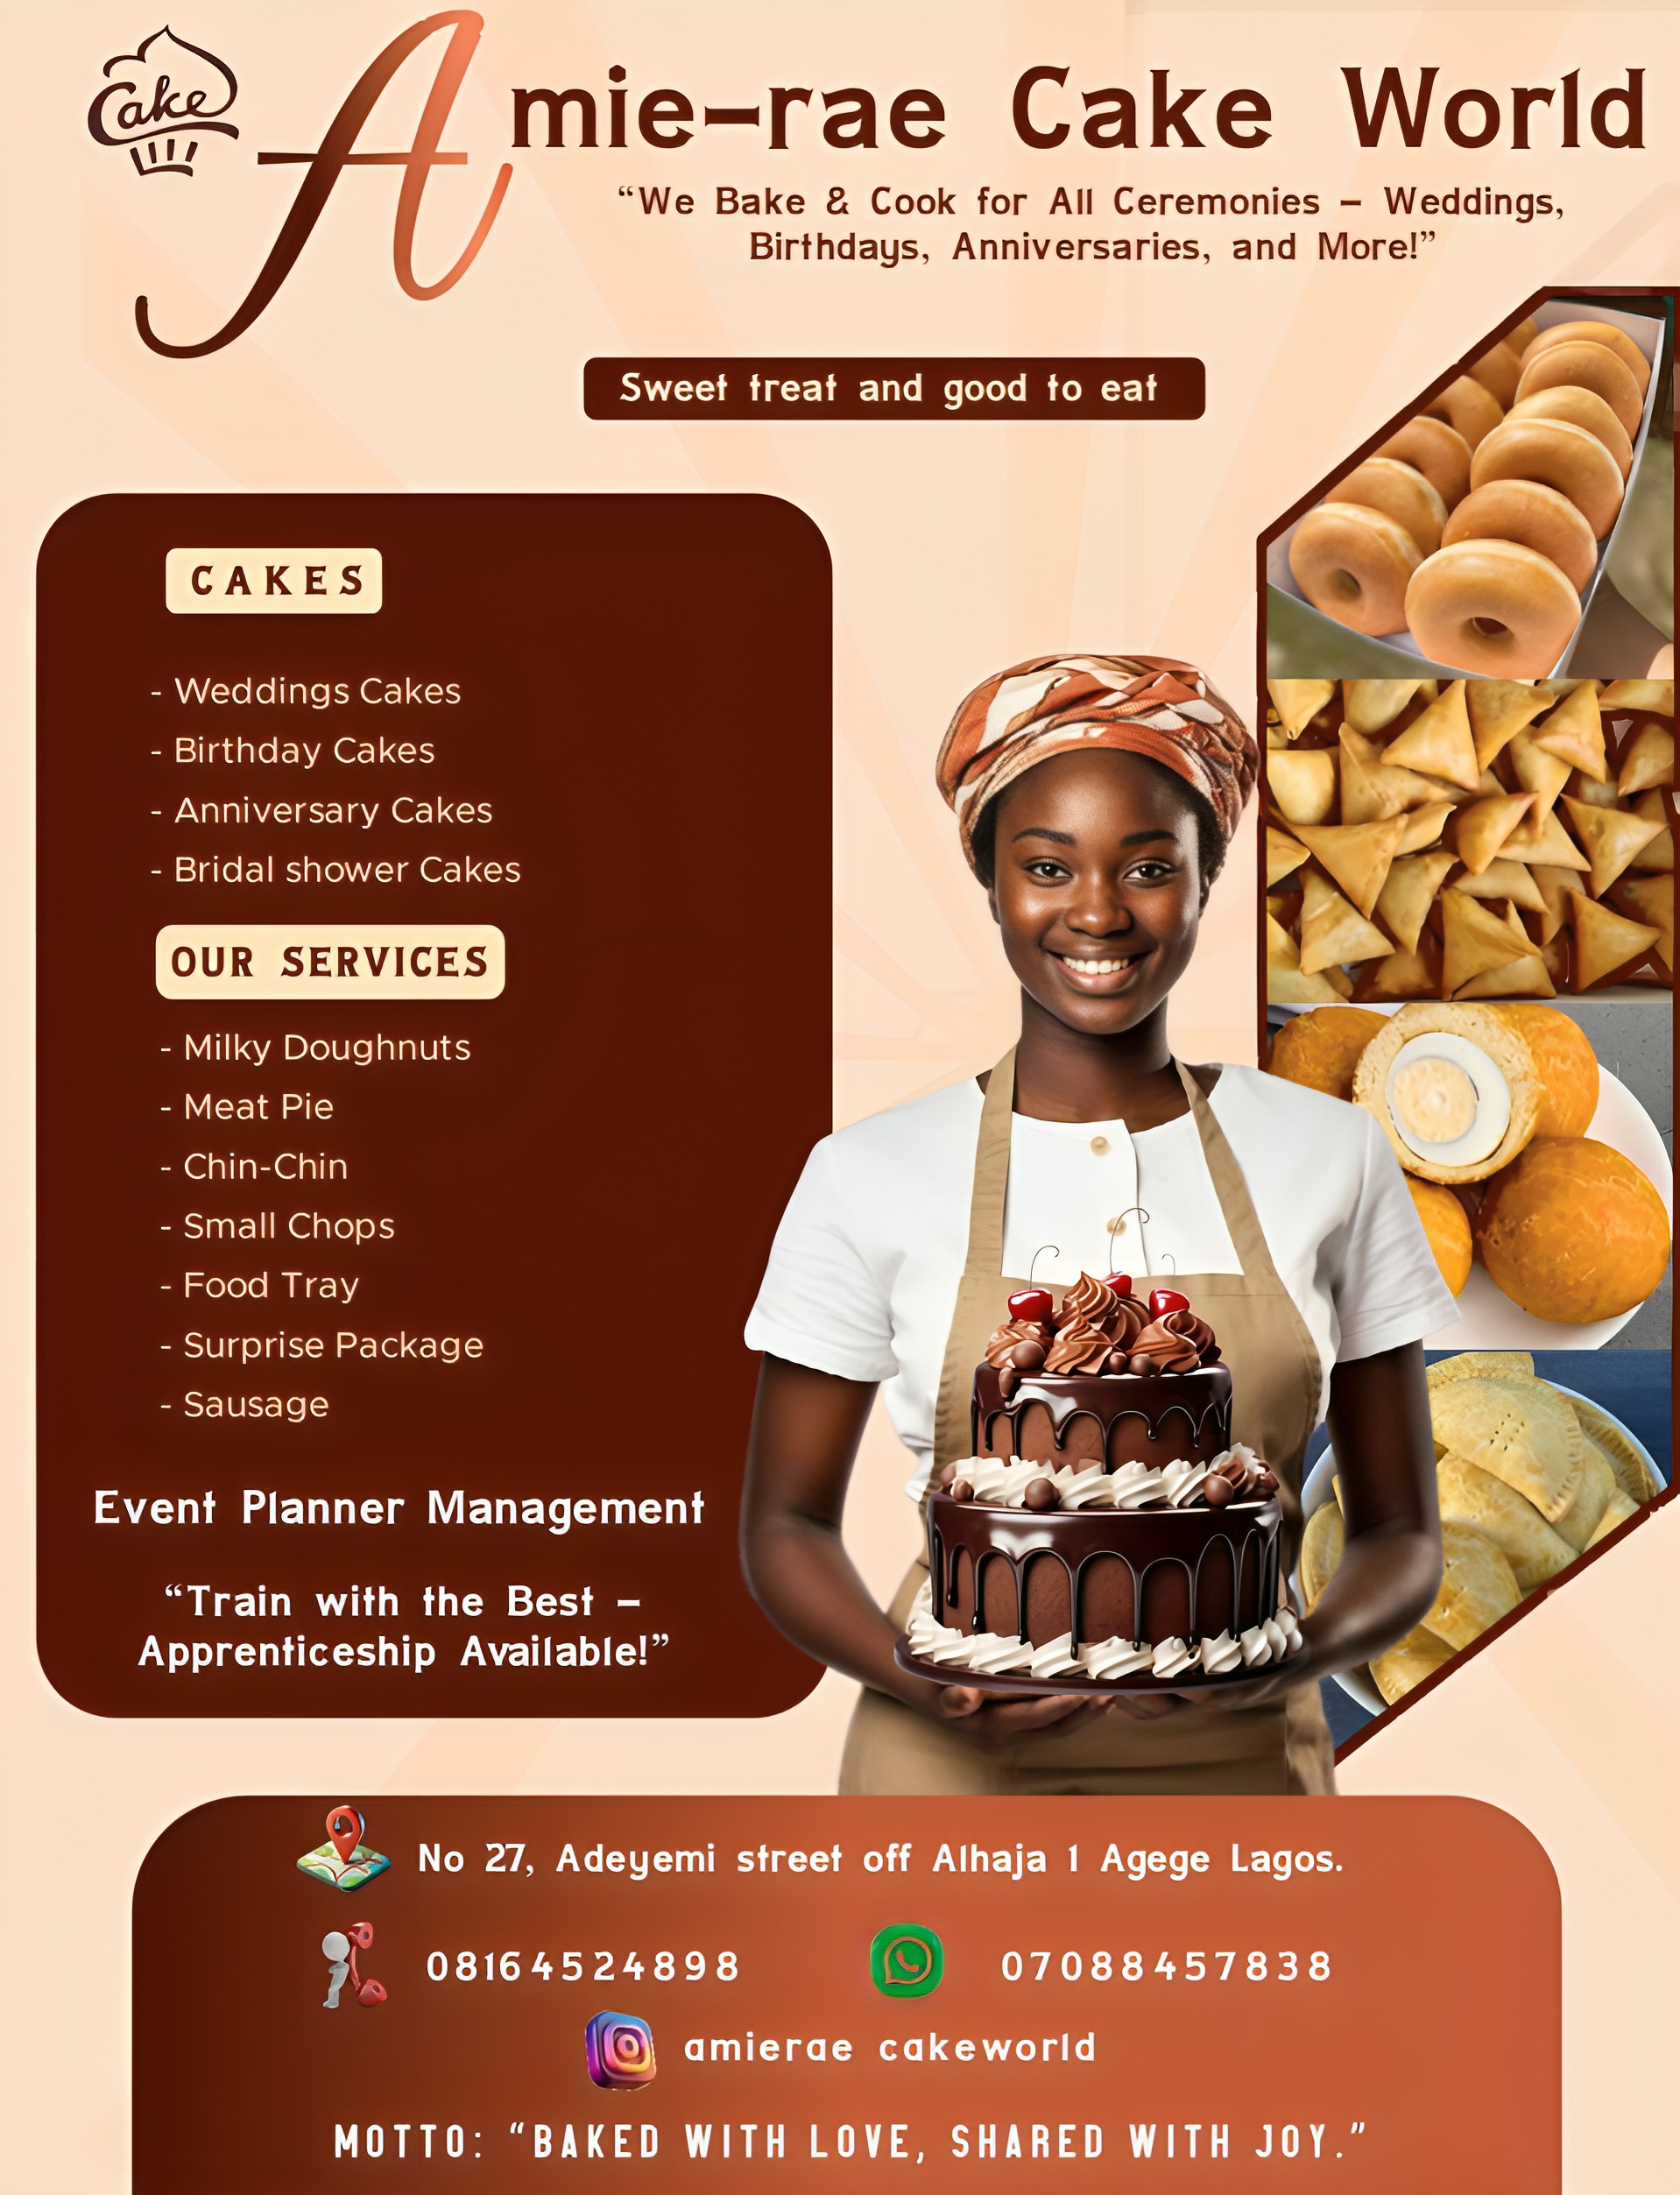 Cake
Amie-rae Cake World
“We Bake & Cook for All Ceremonies – Weddings,
Birthdays, Anniversaries, and More!”
Sweet treat and good to eat
CAKES
- Weddings Cakes
- Birthday Cakes
- Anniversary Cakes
- Bridal shower Cakes
OUR SERVICES
- Milky Doughnuts
- Meat Pie
- Chin-Chin
- Small Chops
- Food Tray
- Surprise Package
- Sausage
Event Planner Management
“Train with the Best –
Apprenticeship Available!”
No 27, Adeyemi street off Alhaja 1 Agege Lagos.
08164524898
07088457838
amierae cakeworld
MOTTO: “BAKED WITH LOVE, SHARED WITH JOY.”